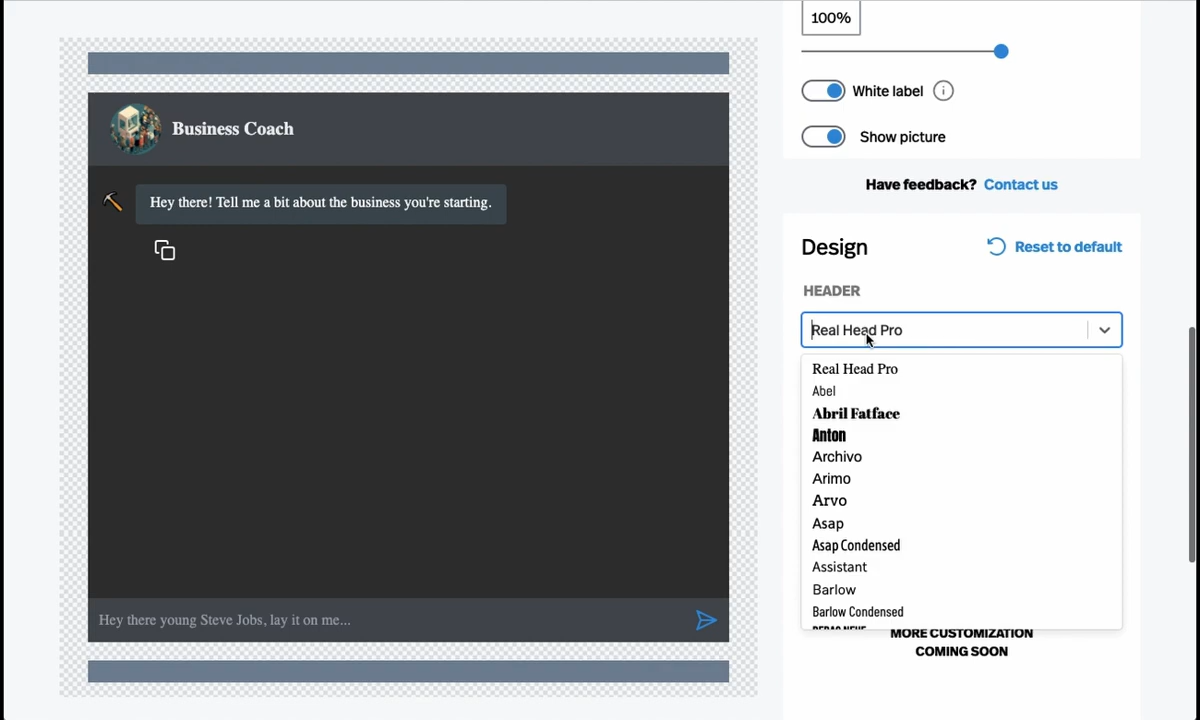 100%
White label
Show picture
Have feedback? Contact us
Business Coach
Hey there! Tell me a bit about the business you're starting.
Hey there young Steve Jobs, lay it on me...
Design
Reset to default
HEADER
Real Head Pro
Real Head Pro
Abel
Abril Fatface
Anton
Archivo
Arimo
Arvo
Asap
Asap Condensed
Assistant
Barlow
Barlow Condensed
MORE CUSTOMIZATION
COMING SOON